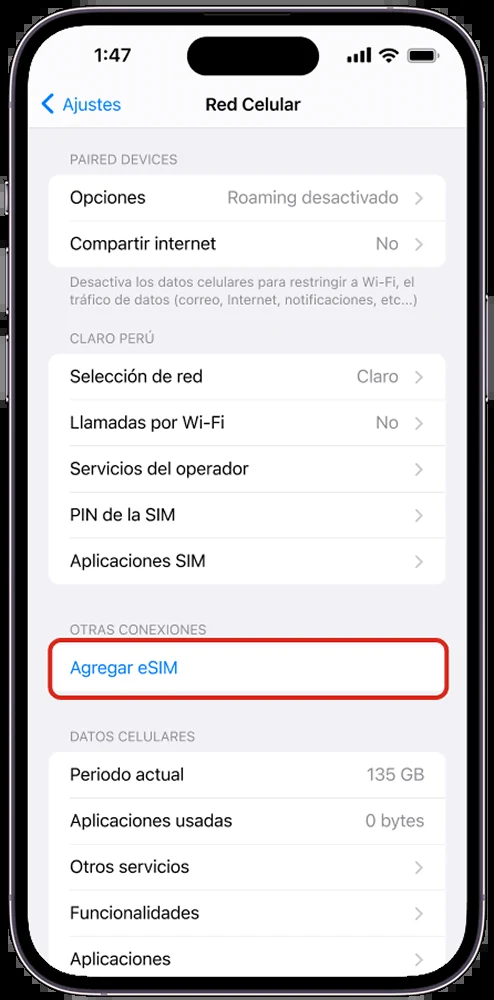 1:47
Ajustes
Red Celular
PAIRED DEVICES
Opciones Roaming desactivado
Compartir internet No
Desactiva los datos celulares para restringir a Wi-Fi, el
tráfico de datos (correo, Internet, notificaciones, etc...)
CLARO PERÚ
Selección de red Claro
Llamadas por Wi-Fi No
Servicios del operador
PIN de la SIM
Aplicaciones SIM
OTRAS CONEXIONES
Agregar eSIM
DATOS CELULARES
Periodo actual 135 GB
Aplicaciones usadas 0 bytes
Otros servicios
Funcionalidades
Aplicaciones